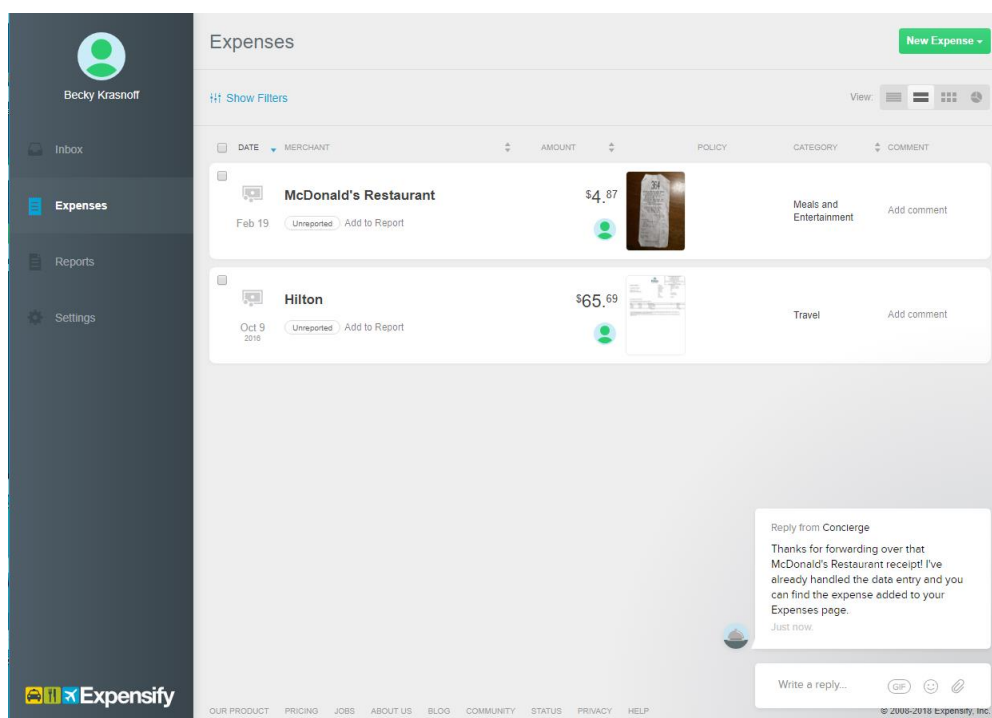 Becky Krasnoff
Inbox
Expenses
Reports
Settings
Expensify
Expenses
New Expense
Show Filters
View:
DATE MERCHANT AMOUNT POLICY CATEGORY COMMENT
McDonald's Restaurant
$4.87
Feb 19
Unreported Add to Report
Meals and
Entertainment
Add comment
364
Hilton
$65.69
Oct 9
2016
Unreported Add to Report
Travel
Add comment
Reply from Concierge
Thanks for forwarding over that
McDonald's Restaurant receipt! I've
already handled the data entry and you
can find the expense added to your
Expenses page.
Just now.
Write a reply...
GIF
OUR PRODUCT PRICING JOBS ABOUT US BLOG COMMUNITY STATUS PRIVACY HELP
© 2008-2018 Expensify, Inc.